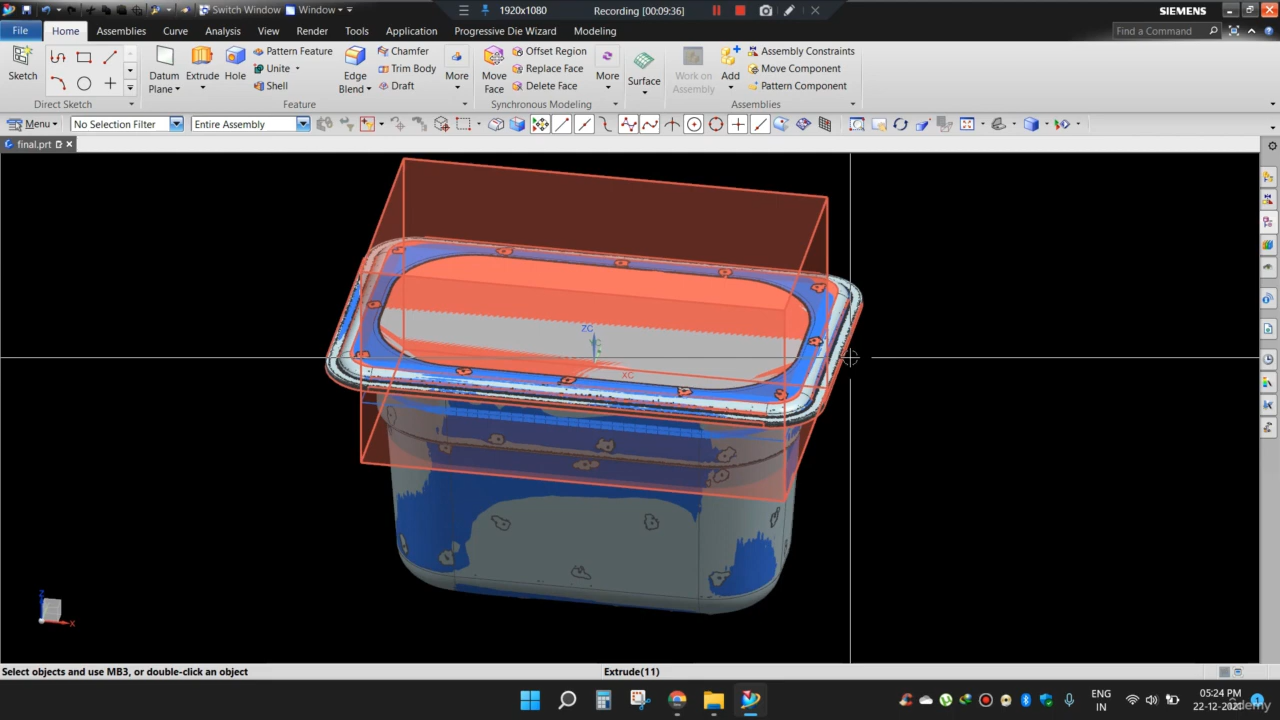 Switch Window Window 1920x1080 Recording [00:09:36] SIEMENS
File Home Assemblies Curve Analysis View Render Tools Application Progressive Die Wizard Modeling Find a Command
Pattern Feature Chamfer Offset Region Assembly Constraints
Unite Trim Body Replace Face Move Component
Shell Draft Delete Face Pattern Component
Sketch Datum Plane Extrude Hole Edge Blend More Move Face More Surface Work on Assembly Add
Direct Sketch Feature Synchronous Modeling Assemblies
Menu No Selection Filter Entire Assembly
final.prt
ZC
YC
XC
Z
X
Select objects and use MB3, or double-click an object Extrude(11)
ENG 05:24 PM
IN 22-12-2021
Udemy